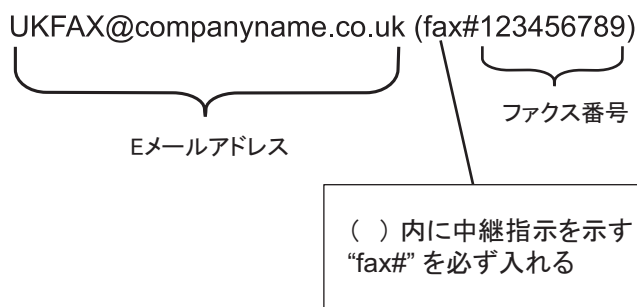 UKFAX@companyname.co.uk (fax#123456789)
ファクス番号
Eメールアドレス
（　）内に中継指示を示す
“fax#” を必ず入れる